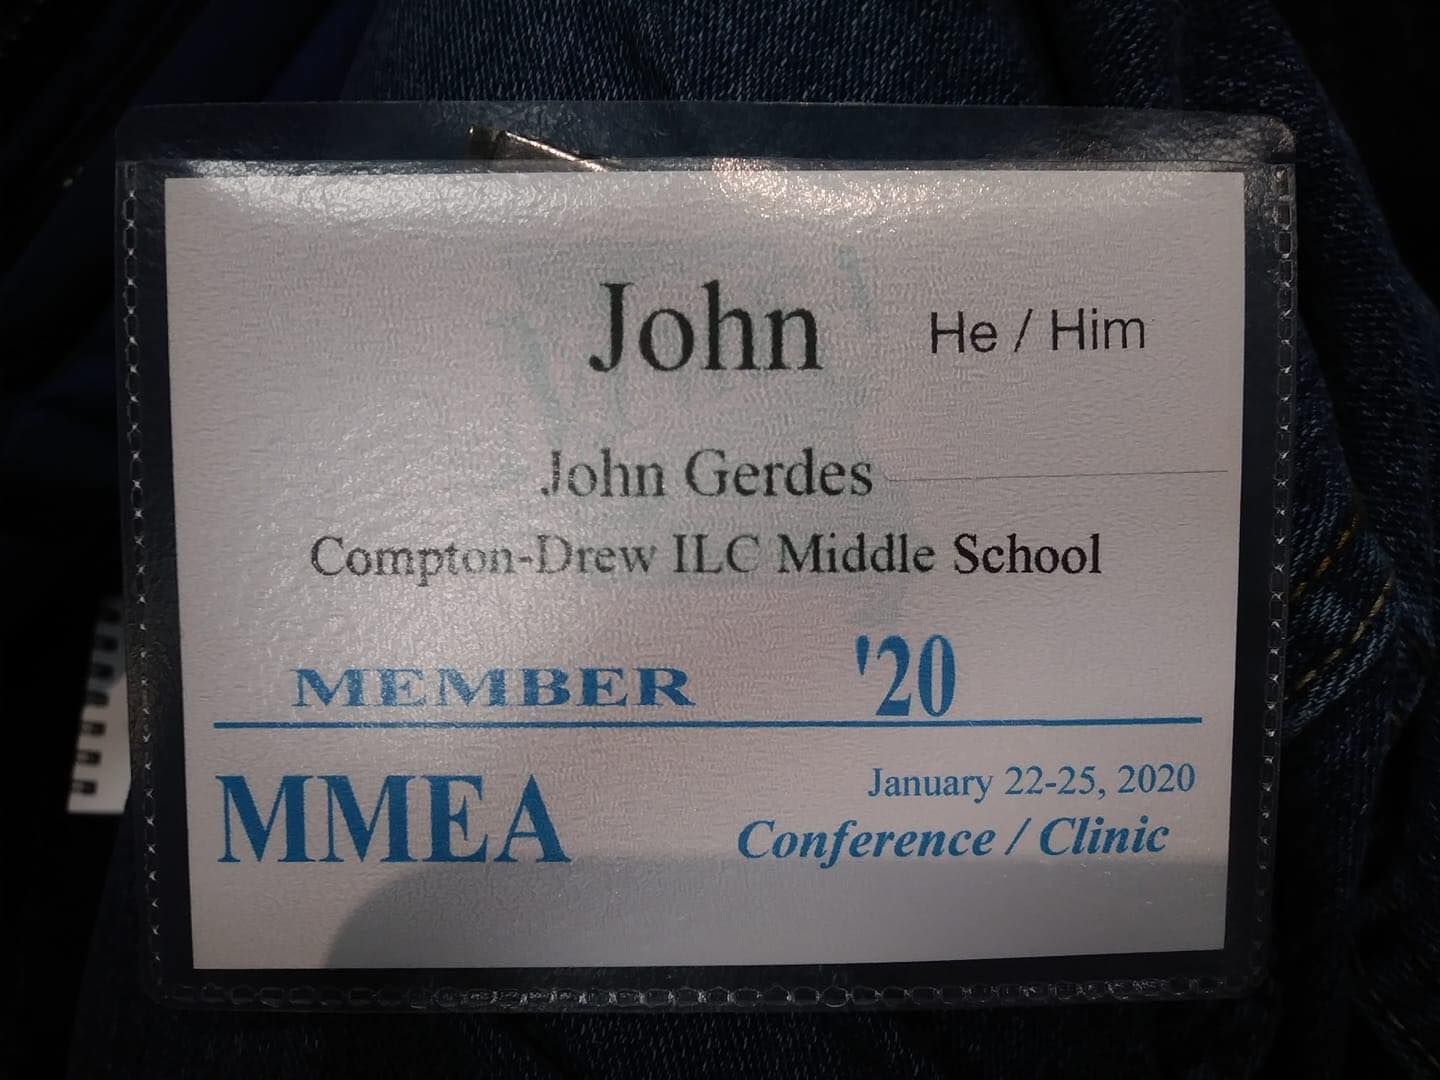 John He / Him
John Gerdes
Compton-Drew ILC Middle School
MEMBER '20
MMEA
January 22-25, 2020
Conference / Clinic